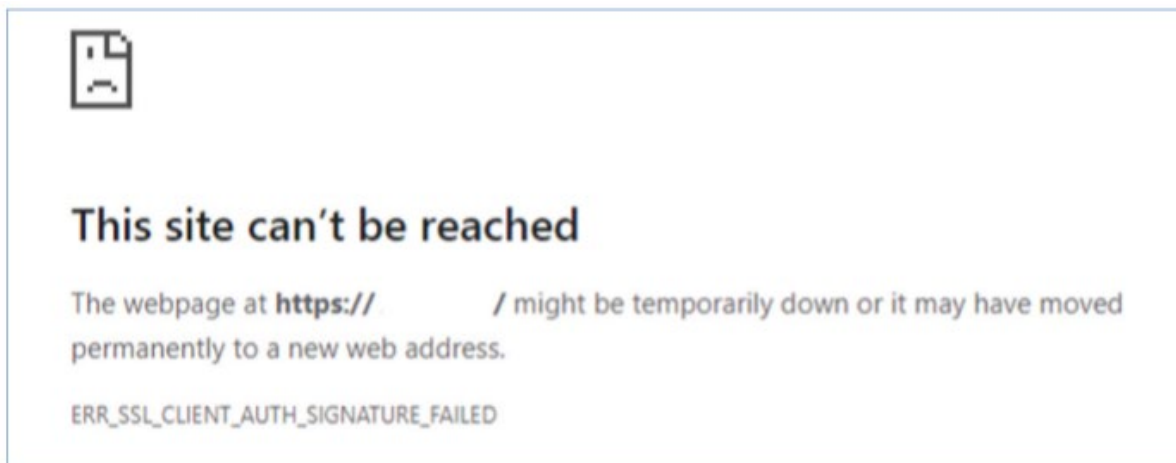 This site can't be reached
The webpage at https:// / might be temporarily down or it may have moved
permanently to a new web address.
ERR_SSL_CLIENT_AUTH_SIGNATURE_FAILED